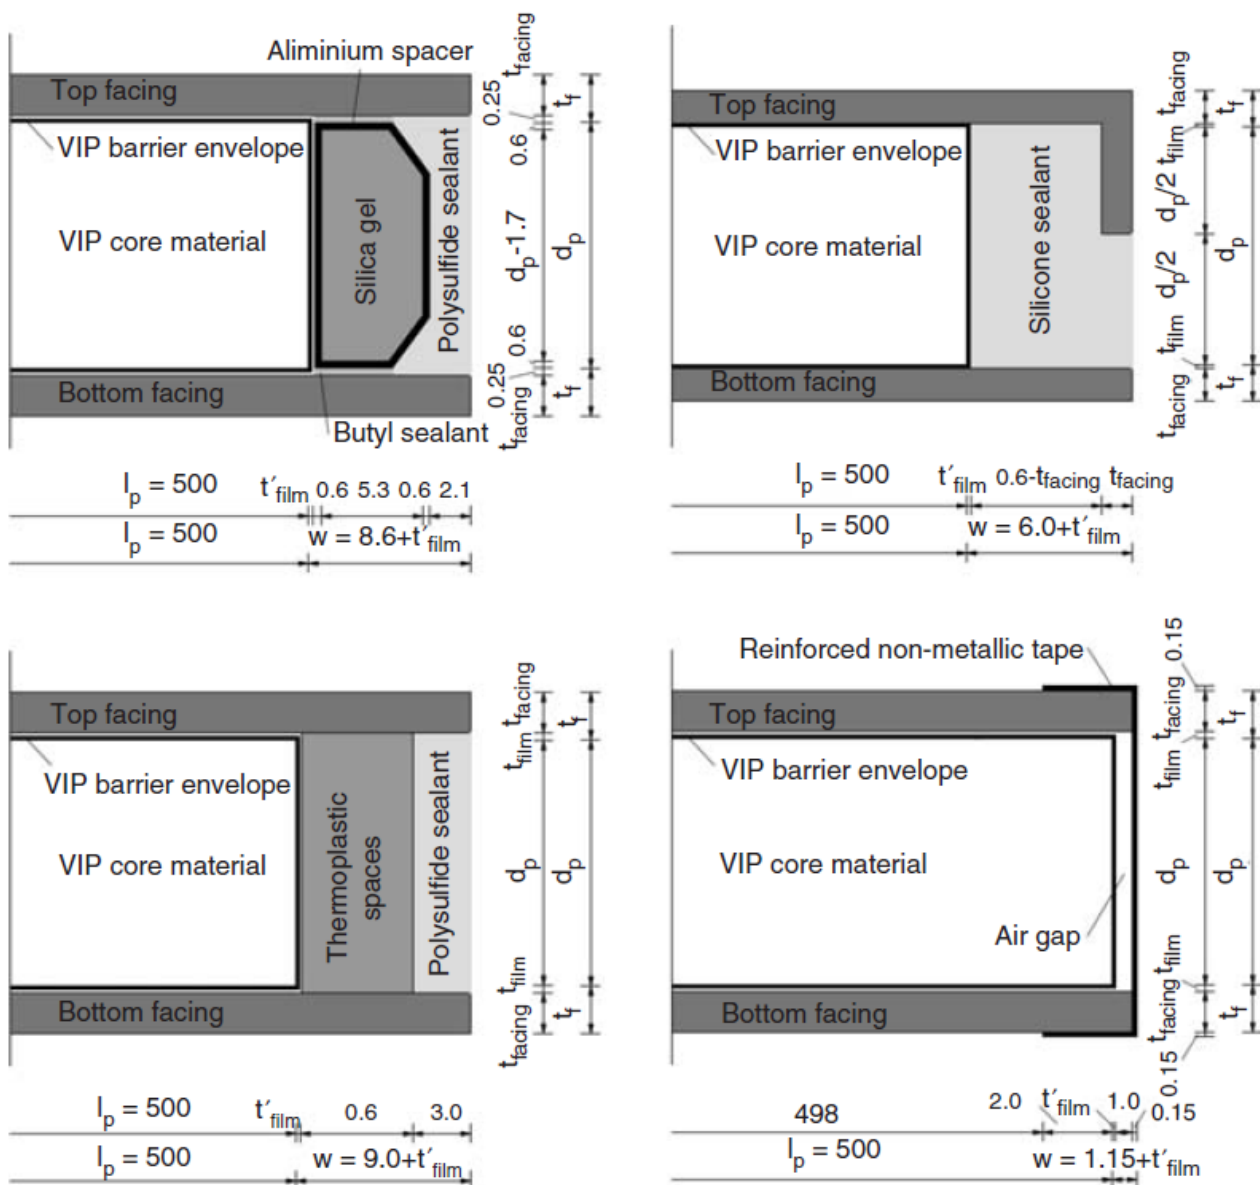 Aliminium spacer
Top facing
VIP barrier envelope
VIP core material
Silica gel
Polysulfide sealant
Bottom facing
Butyl sealant
0.25
t_facing
t_f
0.6
d_p-1.7
d_p
0.6
0.25
t_facing
t_f
l_p = 500
t'_film
0.6
5.3
0.6
2.1
l_p = 500
w = 8.6+t'_film
Top facing
VIP barrier envelope
VIP core material
Silicone sealant
Bottom facing
t_facing
t_f
t_film
d_p/2
d_p
d_p/2
t_film
t_facing
t_f
l_p = 500
t'_film
0.6-t_facing
t_facing
l_p = 500
w = 6.0+t'_film
Top facing
VIP barrier envelope
VIP core material
Thermoplastic
spaces
Polysulfide sealant
Bottom facing
t_facing
t_f
t_film
d_p
d_p
t_film
t_facing
t_f
l_p = 500
t'_film
0.6
3.0
l_p = 500
w = 9.0+t'_film
Reinforced non-metallic tape
Top facing
VIP barrier envelope
VIP core material
Air gap
Bottom facing
0.15
t_facing
t_f
t_film
d_p
d_p
t_film
t_facing
t_f
0.15
498
2.0
t'_film
1.0
0.15
l_p = 500
w = 1.15+t'_film